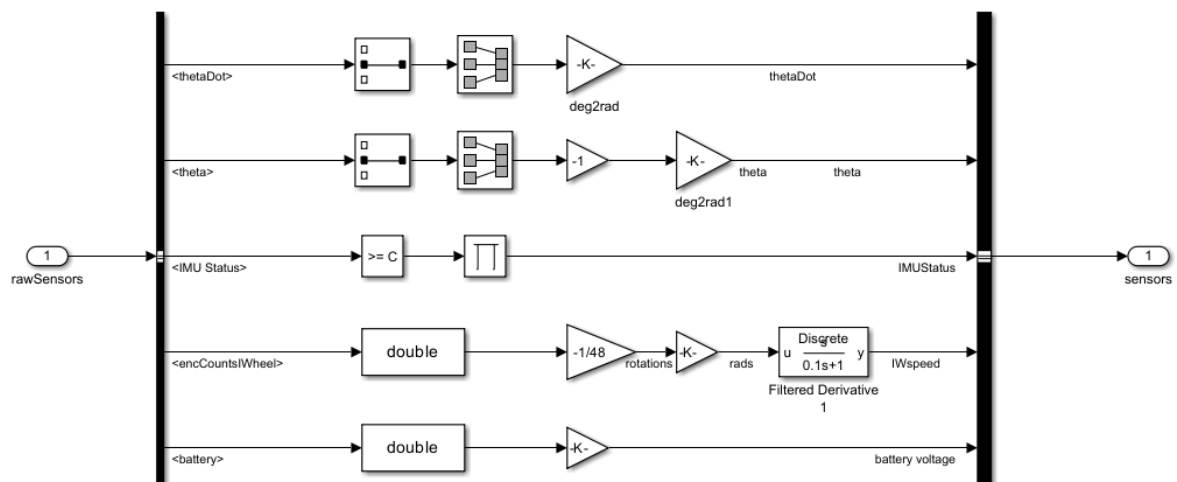 -K-
<thetaDot>
thetaDot
deg2rad
-1
-K-
<theta>
theta
theta
deg2rad1
1
>= C
1
rawSensors
<IMU Status>
IMUStatus
sensors
double
-1/48
-K-
Discrete
u s y
0.1s+1
<encCountsIWheel>
rotations
rads
IWspeed
Filtered Derivative
1
double
-K-
<battery>
battery voltage